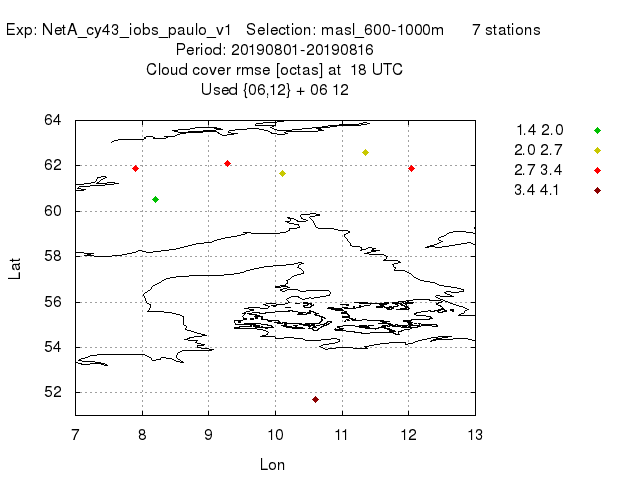 Exp: NetA_cy43_iobs_paulo_v1 Selection: masl_600-1000m 7 stations
Period: 20190801-20190816
Cloud cover rmse [octas] at 18 UTC
Used {06,12} + 06 12
1.4 2.0
2.0 2.7
2.7 3.4
3.4 4.1
64
62
60
58
56
54
52
Lat
7 8 9 10 11 12 13
Lon